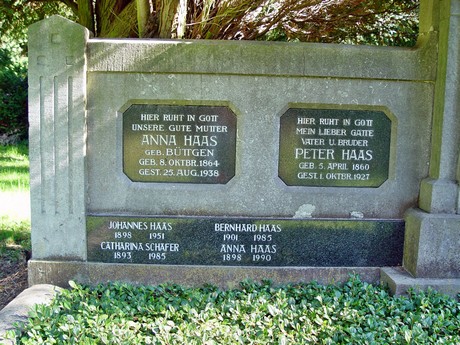 HIER RUHT IN GOTT
UNSERE GUTE MUTTER
ANNA HAAS
GEB. BÜTTGEN
GEB. 8. OKTBR. 1864
GEST. 25. AUG. 1938
HIER RUHT IN GOTT
MEIN LIEBER GATTE
VATER U. BRUDER
PETER HAAS
GEB. 5. APRIL 1860
GEST. 1. OKTBR. 1927
JOHANNES HAAS
1898 1951
CATHARINA SCHÄFER
1893 1985
BERNHARD HAAS
1901 1985
ANNA HAAS
1898 1990